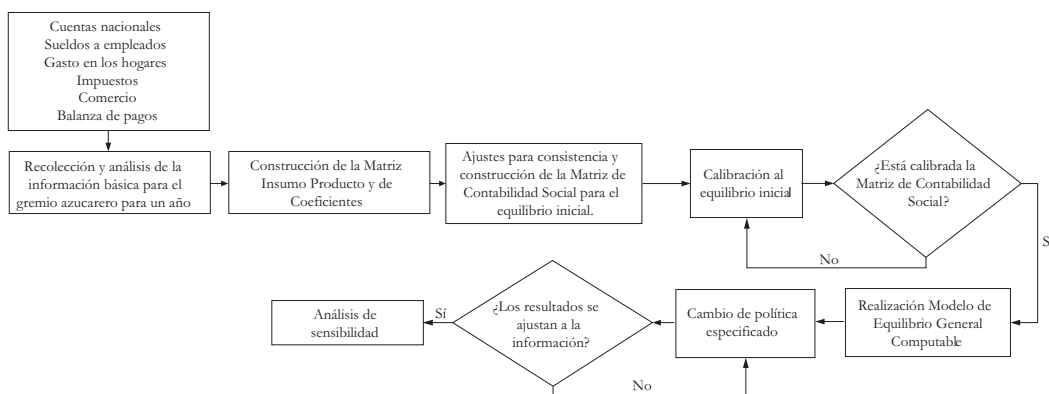 Cuentas nacionales
Sueldos a empleados
Gasto en los hogares
Impuestos
Comercio
Balanza de pagos
Recolección y análisis de la
información básica para el
gremio azucarero para un año
Construcción de la Matriz
Insumo Producto y de
Coeficientes
Ajustes para consistencia y
construcción de la Matriz de
Contabilidad Social para el
equilibrio inicial.
Calibración al
equilibrio inicial
¿Está calibrada la
Matriz de Contabilidad
Social?
No
S
Realización Modelo de
Equilibrio General
Computable
Cambio de política
especificado
¿Los resultados se
ajustan a la
información?
Sí
No
Análisis de
sensibilidad